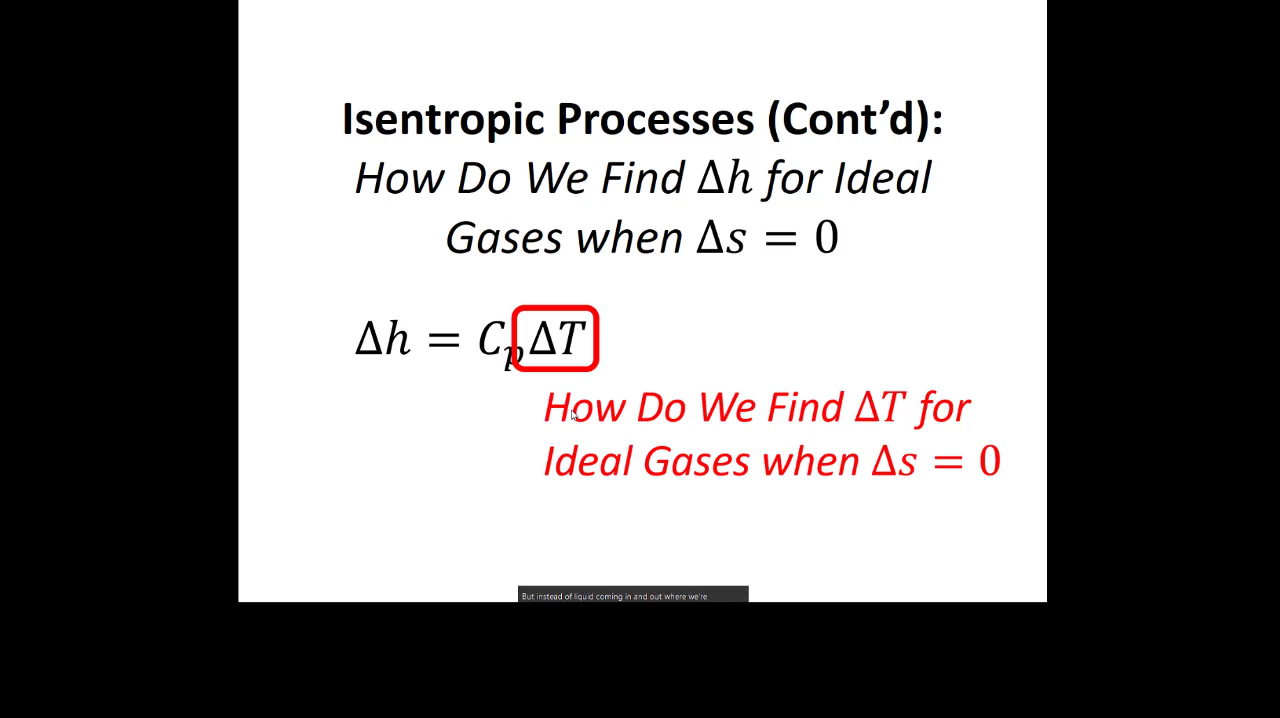 Isentropic Processes (Cont’d):
How Do We Find Δh for Ideal
Gases when Δs = 0
Δh = C_p ΔT
How Do We Find ΔT for
Ideal Gases when Δs = 0
But instead of liquid coming in and out where we're